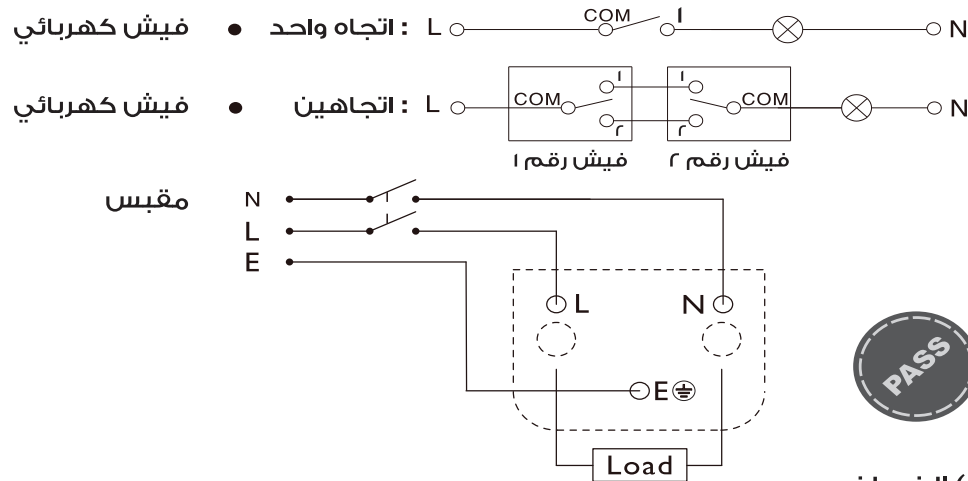 فيش كهربائي • اتجاه واحد : L COM ١ N
فيش كهربائي • اتجاهين : L COM ١ ٢ ١ ٢ COM N
فيش رقم ١ فيش رقم ٢
مقبس N
L
E
L N
E
PASS
Load